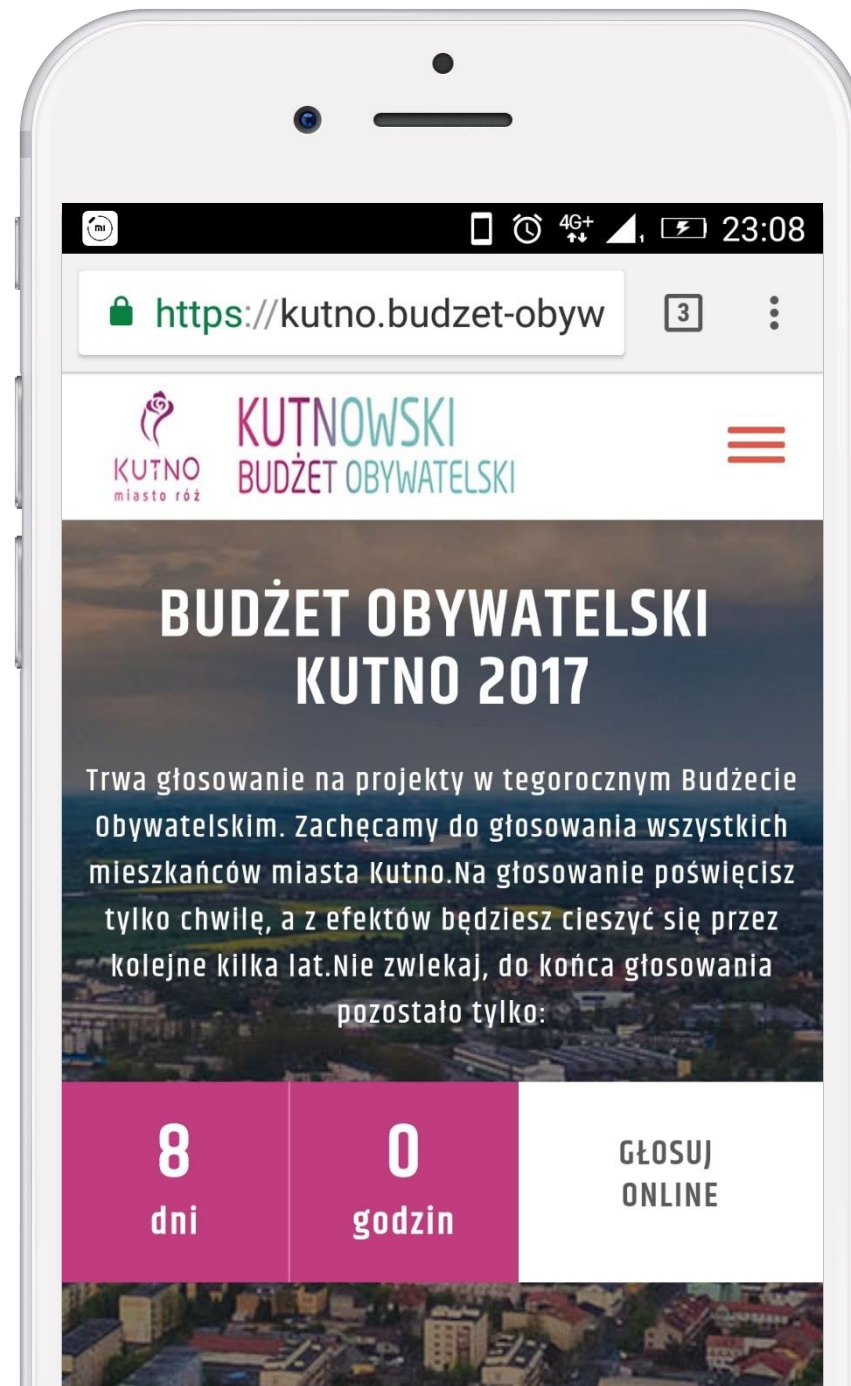 mi
4G+
1
23:08
https://kutno.budzet-obyw
3
KUTNO
miasto róż
KUTNOWSKI
BUDŻET OBYWATELSKI
BUDŻET OBYWATELSKI
KUTNO 2017
Trwa głosowanie na projekty w tegorocznym Budżecie
Obywatelskim. Zachęcamy do głosowania wszystkich
mieszkańców miasta Kutno.Na głosowanie poświęcisz
tylko chwilę, a z efektów będziesz cieszyć się przez
kolejne kilka lat.Nie zwlekaj, do końca głosowania
pozostało tylko:
8
dni
0
godzin
GŁOSUJ
ONLINE